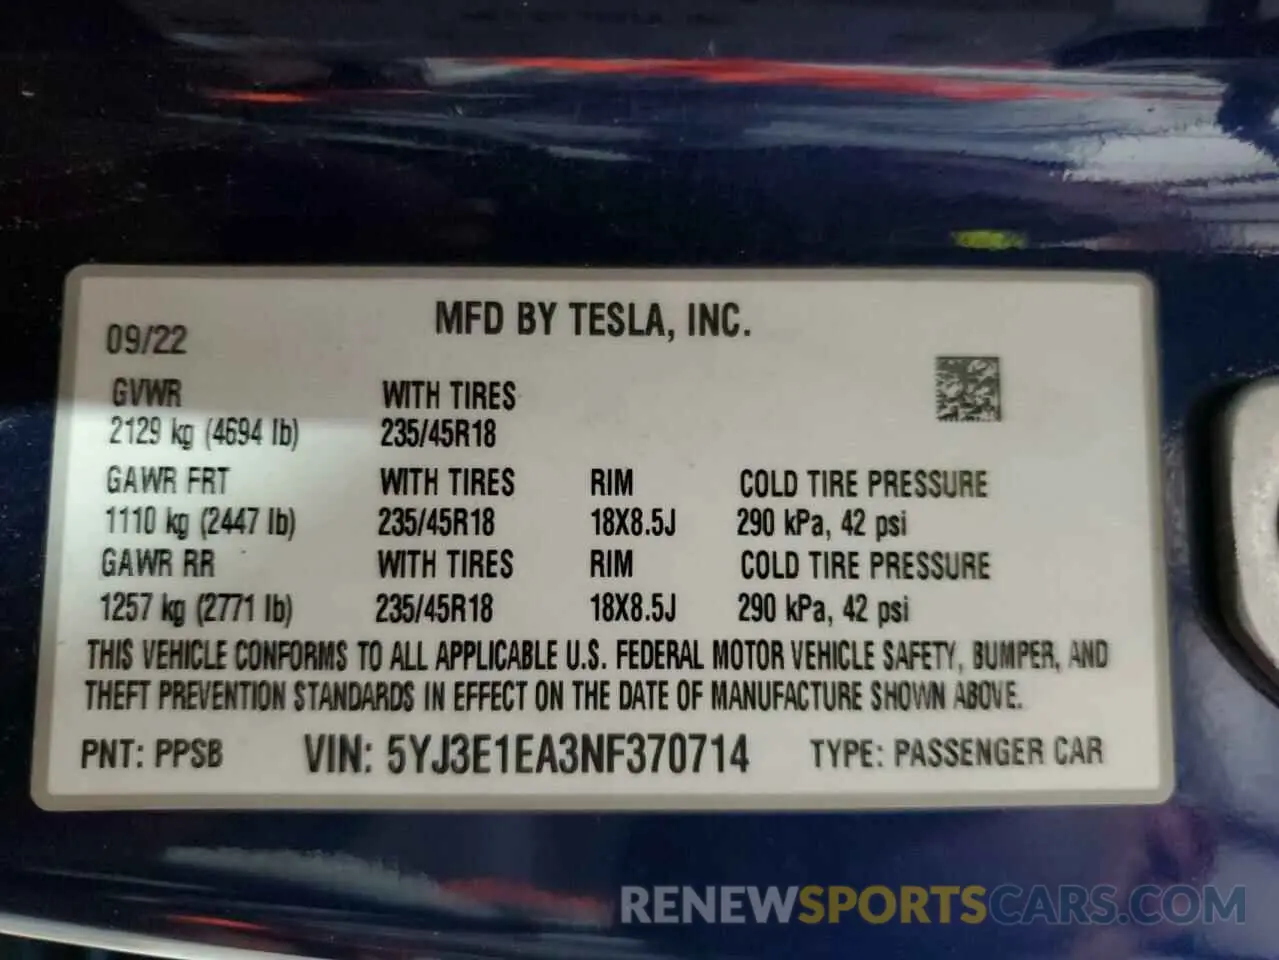 MFD BY TESLA, INC.
09/22
GVWR WITH TIRES
2129 kg (4694 lb) 235/45R18
GAWR FRT WITH TIRES RIM COLD TIRE PRESSURE
1110 kg (2447 lb) 235/45R18 18X8.5J 290 kPa, 42 psi
GAWR RR WITH TIRES RIM COLD TIRE PRESSURE
1257 kg (2771 lb) 235/45R18 18X8.5J 290 kPa, 42 psi
THIS VEHICLE CONFORMS TO ALL APPLICABLE U.S. FEDERAL MOTOR VEHICLE SAFETY, BUMPER, AND
THEFT PREVENTION STANDARDS IN EFFECT ON THE DATE OF MANUFACTURE SHOWN ABOVE.
PNT: PPSB VIN: 5YJ3E1EA3NF370714 TYPE: PASSENGER CAR
RENEWSPORTSCARS.COM